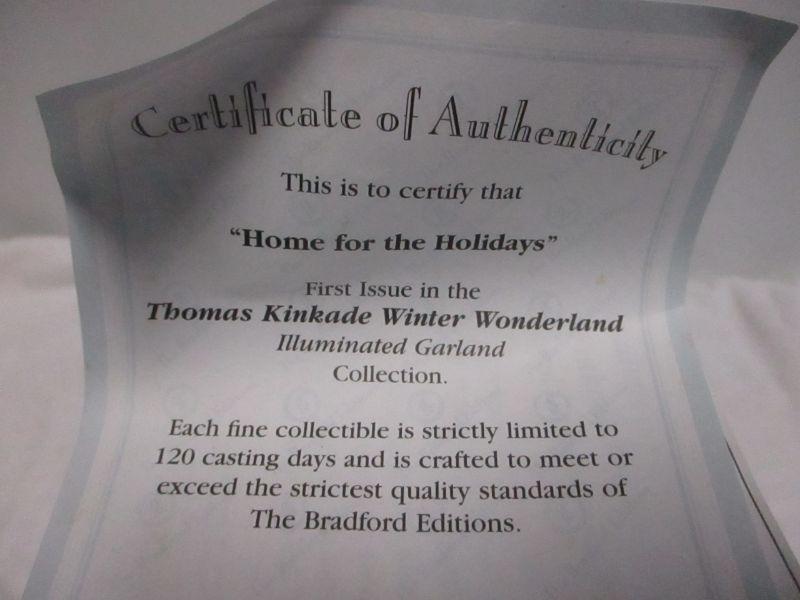 Certificate of Authenticity
This is to certify that
"Home for the Holidays"
First Issue in the
Thomas Kinkade Winter Wonderland
Illuminated Garland
Collection.
Each fine collectible is strictly limited to
120 casting days and is crafted to meet or
exceed the strictest quality standards of
The Bradford Editions.